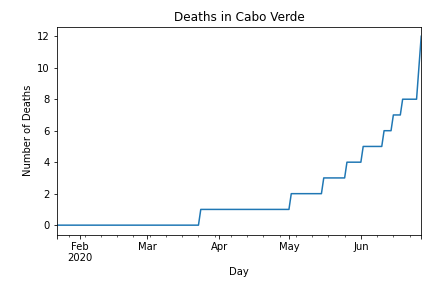 Deaths in Cabo Verde
12
10
8
6
4
2
0
Number of Deaths
Feb
2020
Mar
Apr
May
Jun
Day